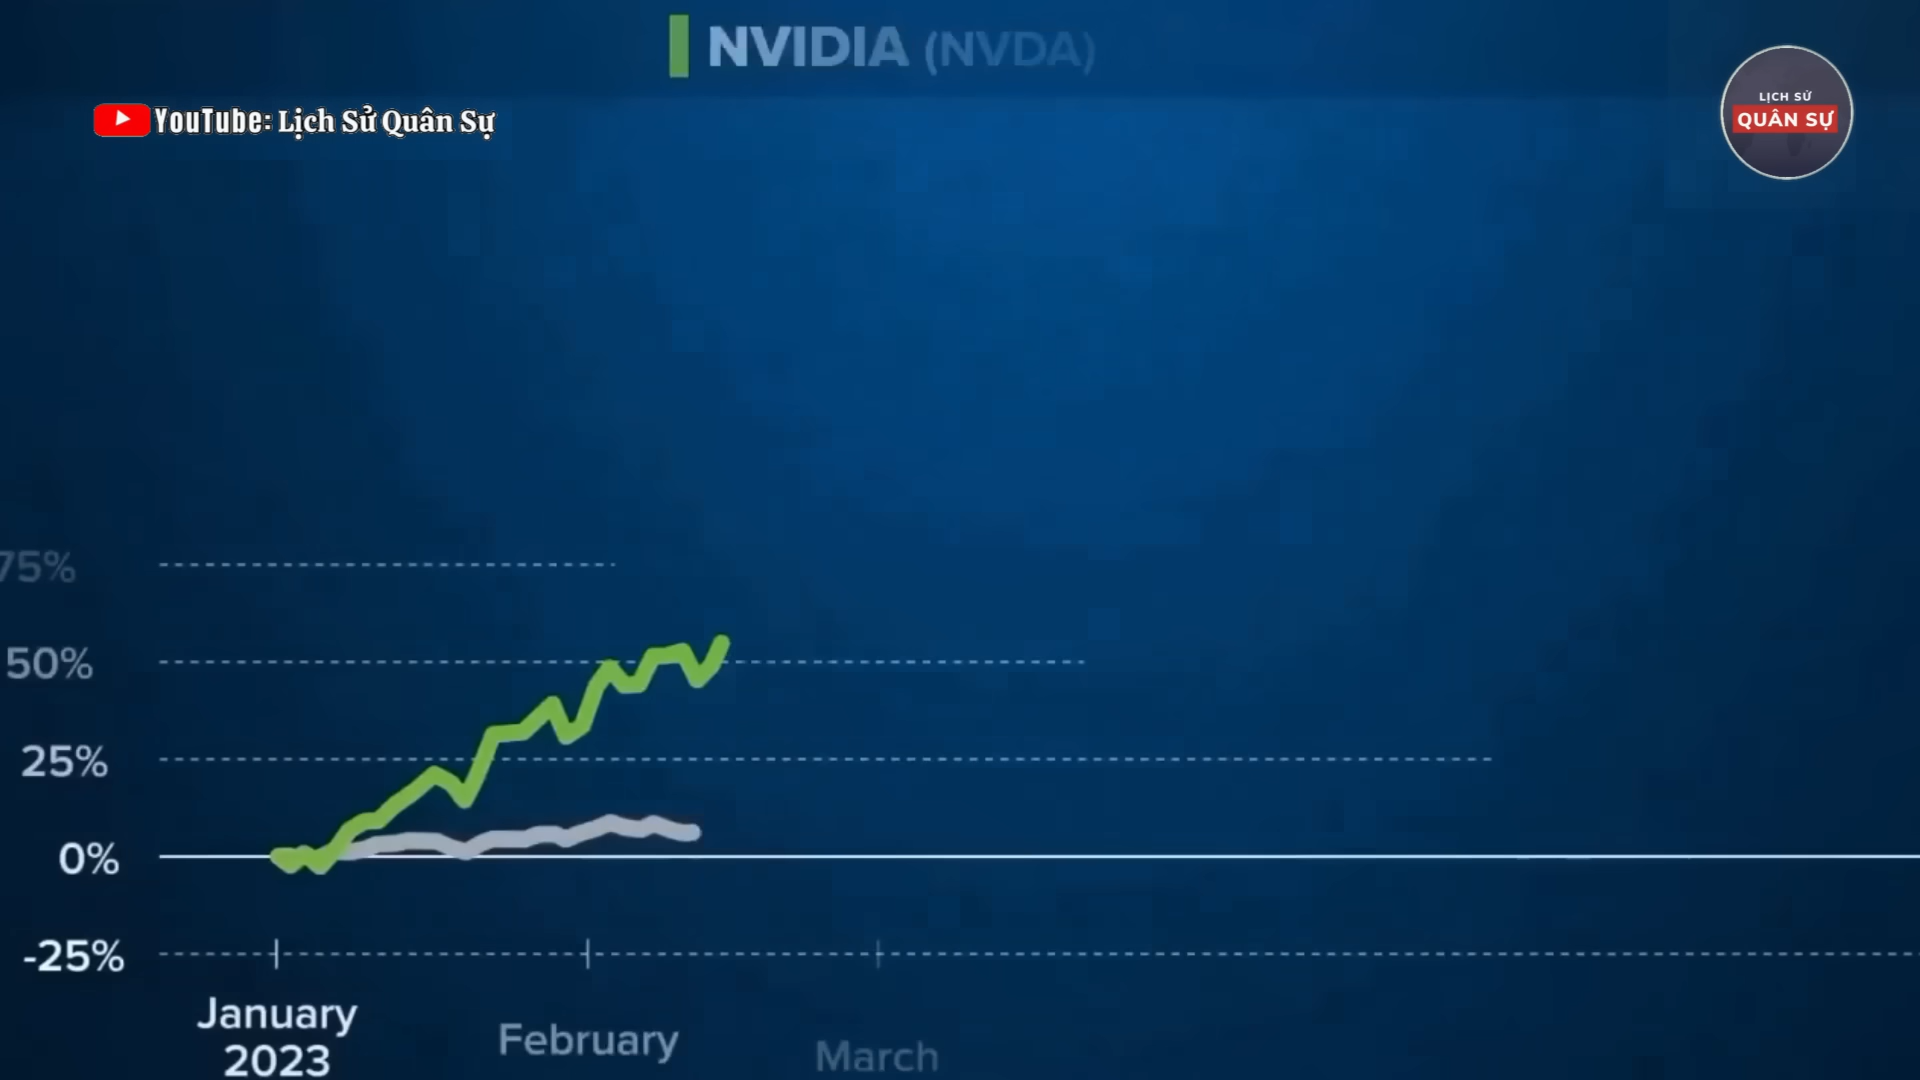 NVIDIA (NVDA)
YouTube: Lịch Sử Quân Sự
LỊCH SỬ
QUÂN SỰ
75%
50%
25%
0%
-25%
January
2023
February
March